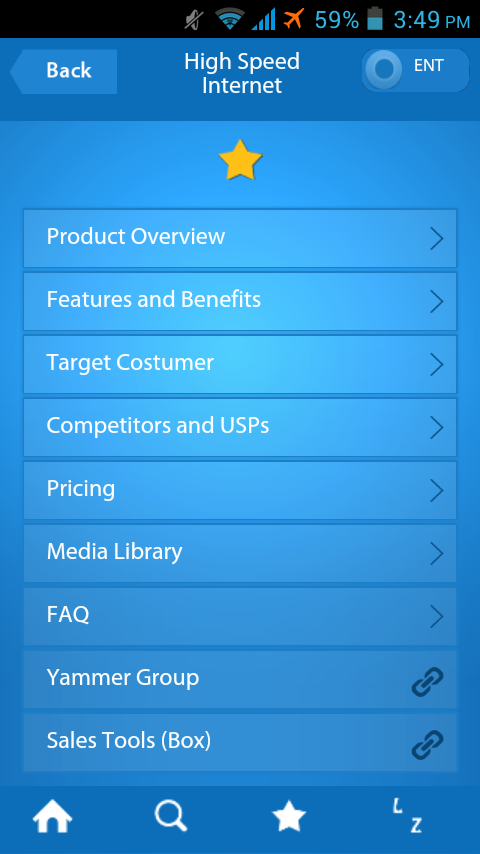 59% 3:49 PM
Back
High Speed
Internet
ENT
Product Overview
Features and Benefits
Target Costumer
Competitors and USPs
Pricing
Media Library
FAQ
Yammer Group
Sales Tools (Box)
L
Z